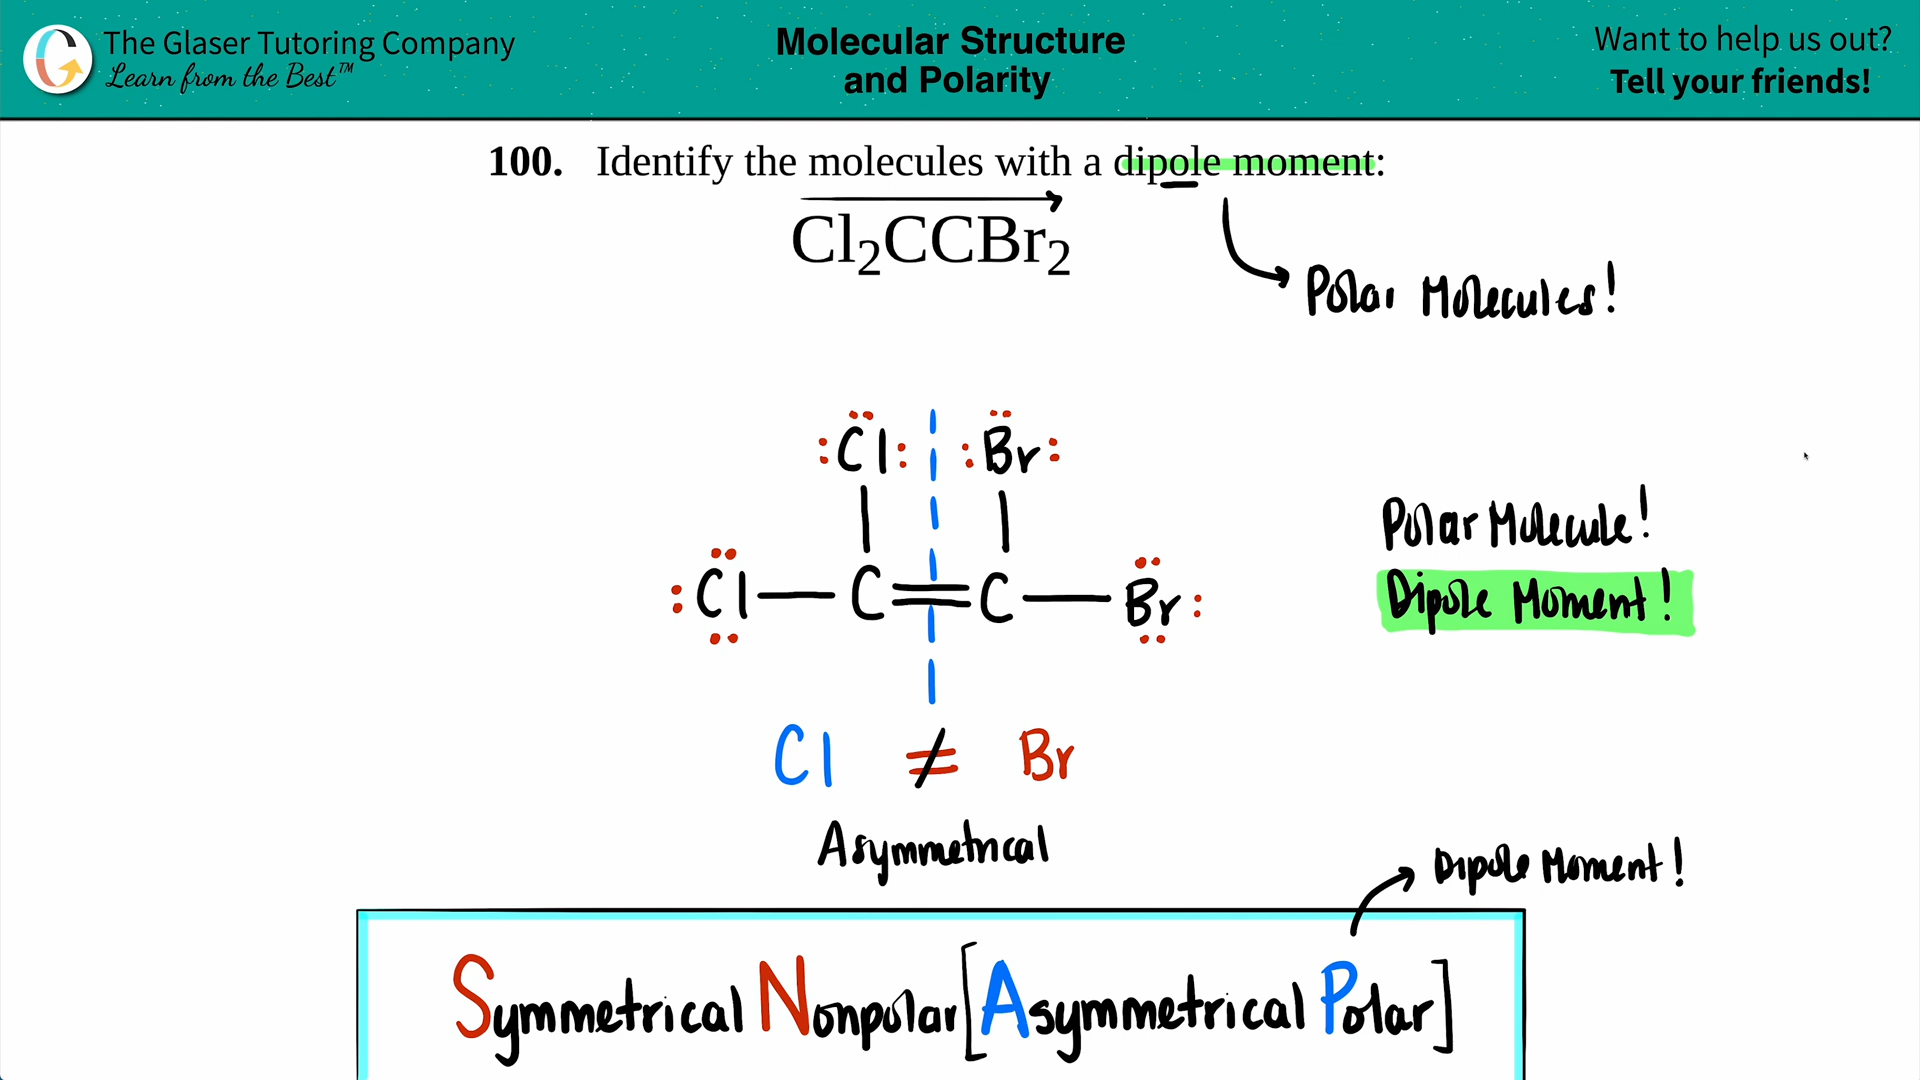 The Glaser Tutoring Company
Learn from the Best™
Molecular Structure
and Polarity
Want to help us out?
Tell your friends!
100. Identify the molecules with a dipole moment:
Cl₂CCBr₂
Polar Molecules!
:Cl: :Br:
:Cl — C = C — Br:
Polar Molecule!
Dipole Moment!
Cl ≠ Br
Asymmetrical
Dipole Moment!
Symmetrical Nonpolar [Asymmetrical Polar]